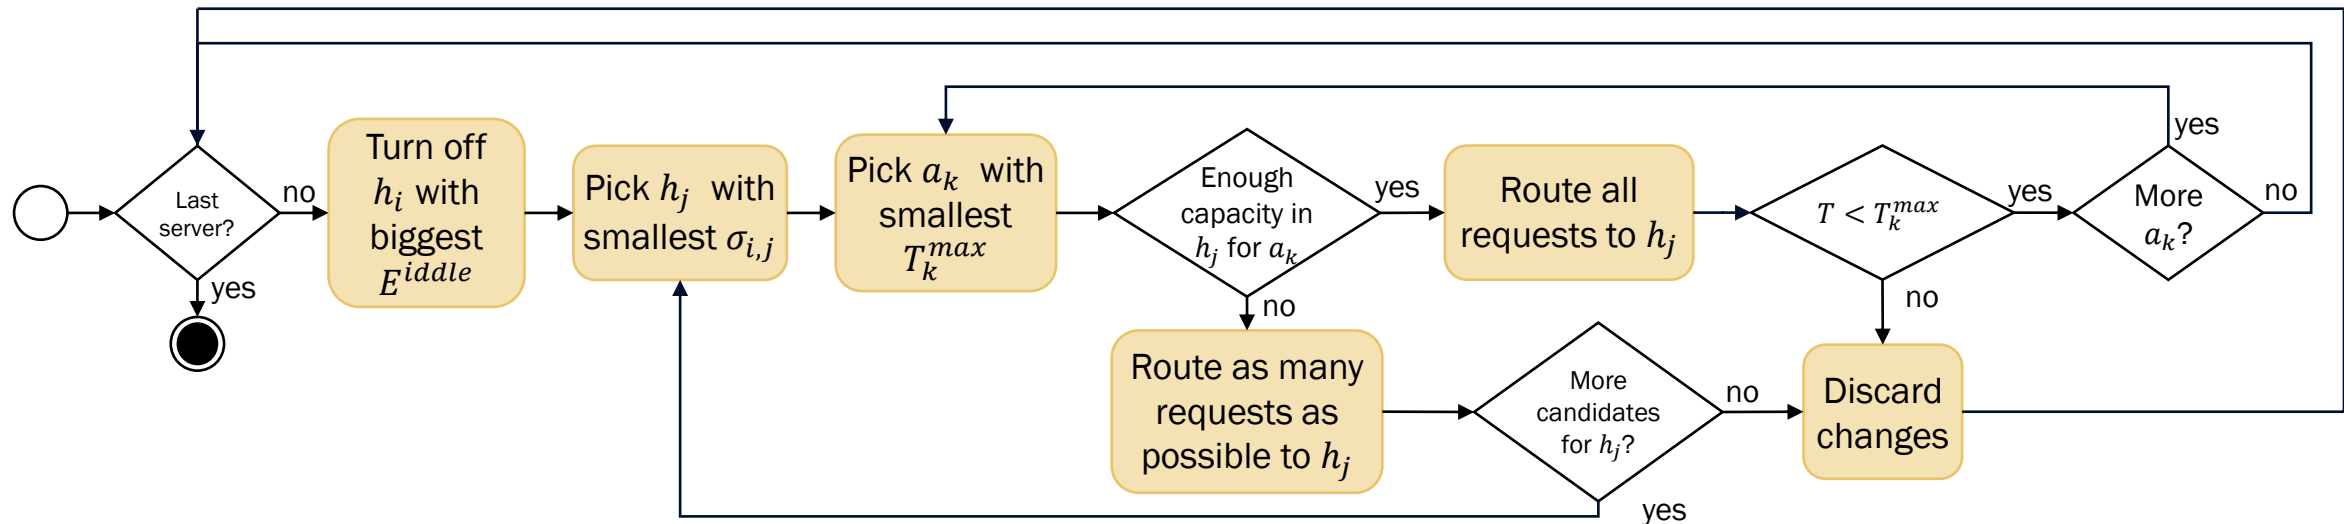 Last
server?
no
yes
Turn off
$h_i$ with
biggest
$E^{iddle}$
Pick $h_j$ with
smallest $\sigma_{i,j}$
Pick $a_k$ with
smallest
$T_k^{max}$
Enough
capacity in
$h_j$ for $a_k$
yes
no
Route all
requests to $h_j$
$T < T_k^{max}$
yes
no
More
$a_k$?
yes
no
Route as many
requests as
possible to $h_j$
More
candidates
for $h_j$?
no
yes
Discard
changes